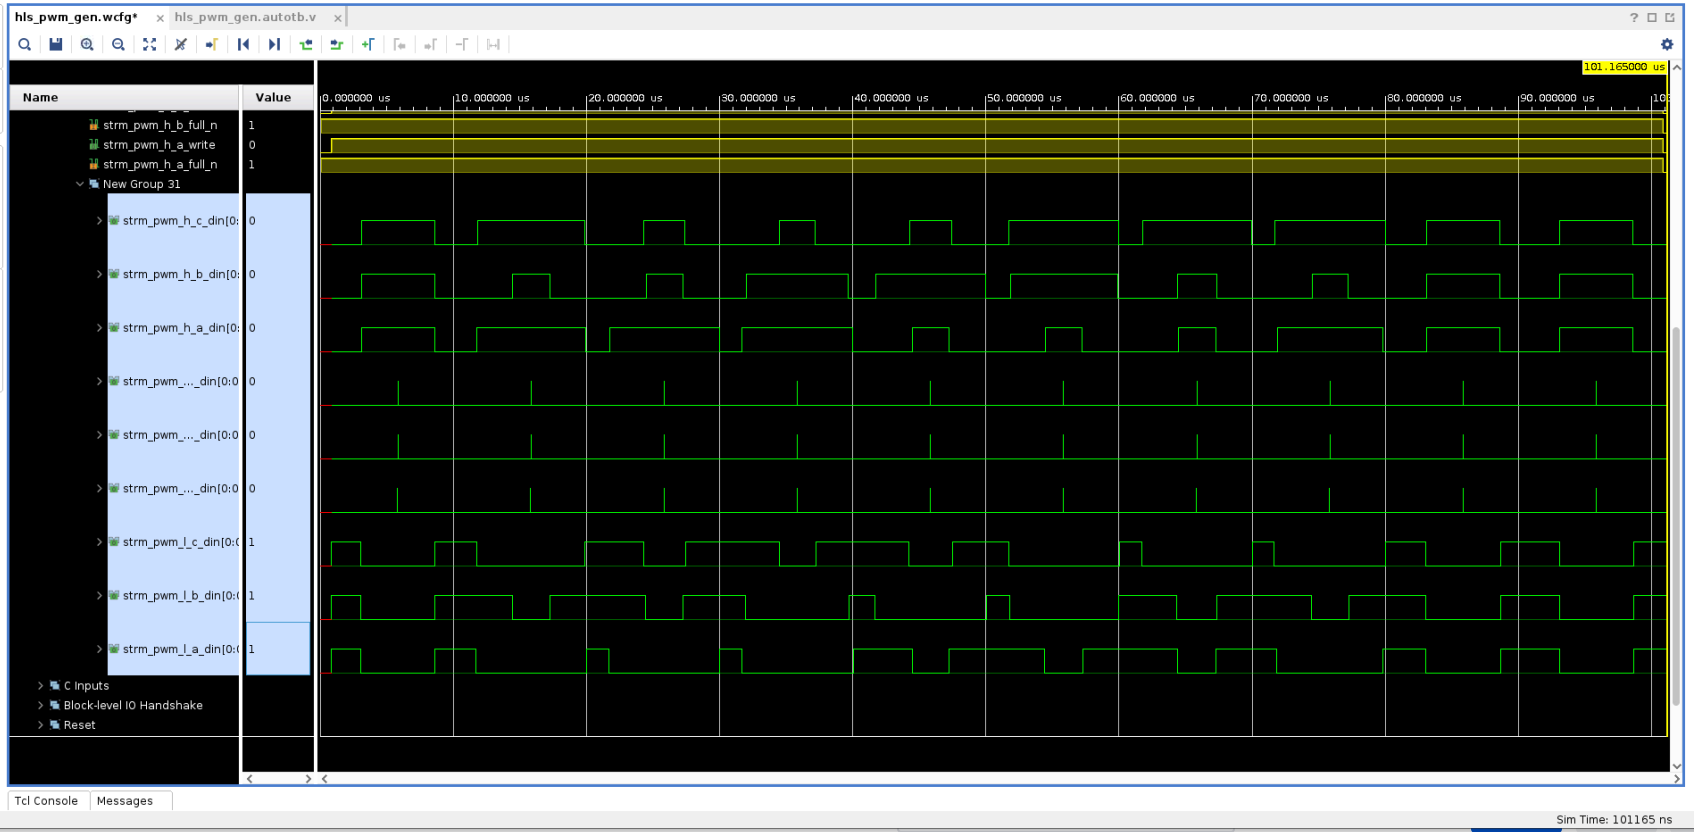 hls_pwm_gen.wcfg* × hls_pwm_gen.autotb.v ×
?
101.165000 us
Name Value 0.000000 us 10.000000 us 20.000000 us 30.000000 us 40.000000 us 50.000000 us 60.000000 us 70.000000 us 80.000000 us 90.000000 us 10
strm_pwm_h_b_full_n 1
strm_pwm_h_a_write 0
strm_pwm_h_a_full_n 1
New Group 31
strm_pwm_h_c_din[0: 0
strm_pwm_h_b_din[0: 0
strm_pwm_h_a_din[0: 0
strm_pwm_..._din[0:0 0
strm_pwm_..._din[0:0 0
strm_pwm_..._din[0:0 0
strm_pwm_l_c_din[0:0 1
strm_pwm_l_b_din[0:0 1
strm_pwm_l_a_din[0:0 1
C Inputs
Block-level IO Handshake
Reset
Tcl Console Messages
Sim Time: 101165 ns